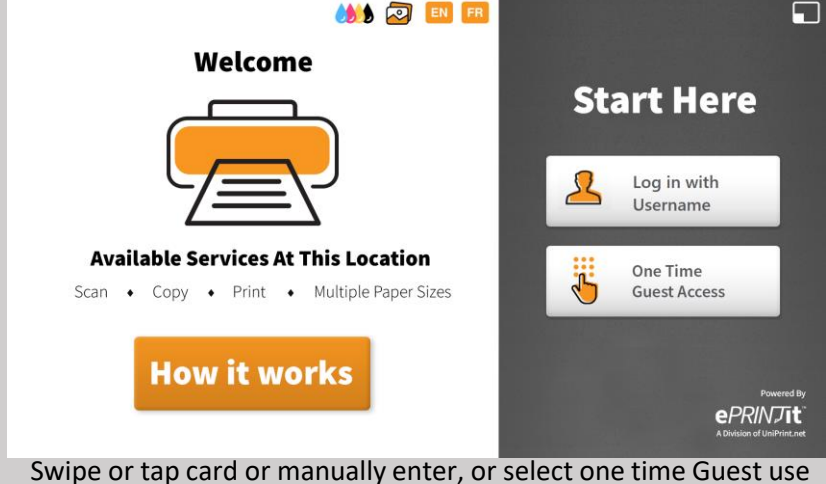 EN FR
Welcome
Available Services At This Location
Scan ♦ Copy ♦ Print ♦ Multiple Paper Sizes
How it works
Start Here
Log in with
Username
One Time
Guest Access
Powered By
ePRINTit™
A Division of UniPrint.net
Swipe or tap card or manually enter, or select one time Guest use